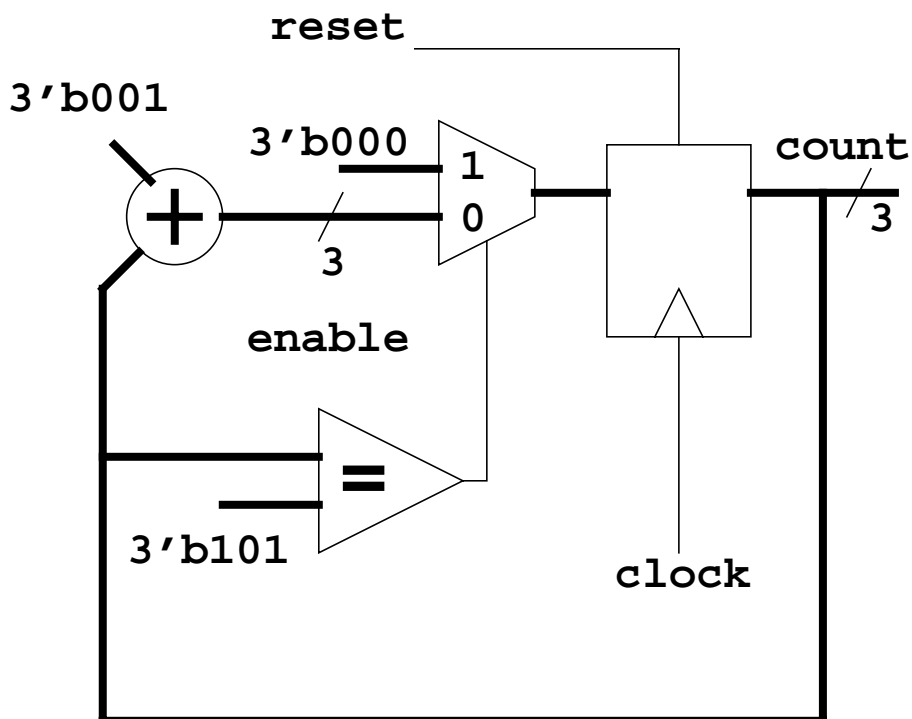 reset
3’b001
3’b000
count
1
+
0
3
3
enable
=
3’b101
clock